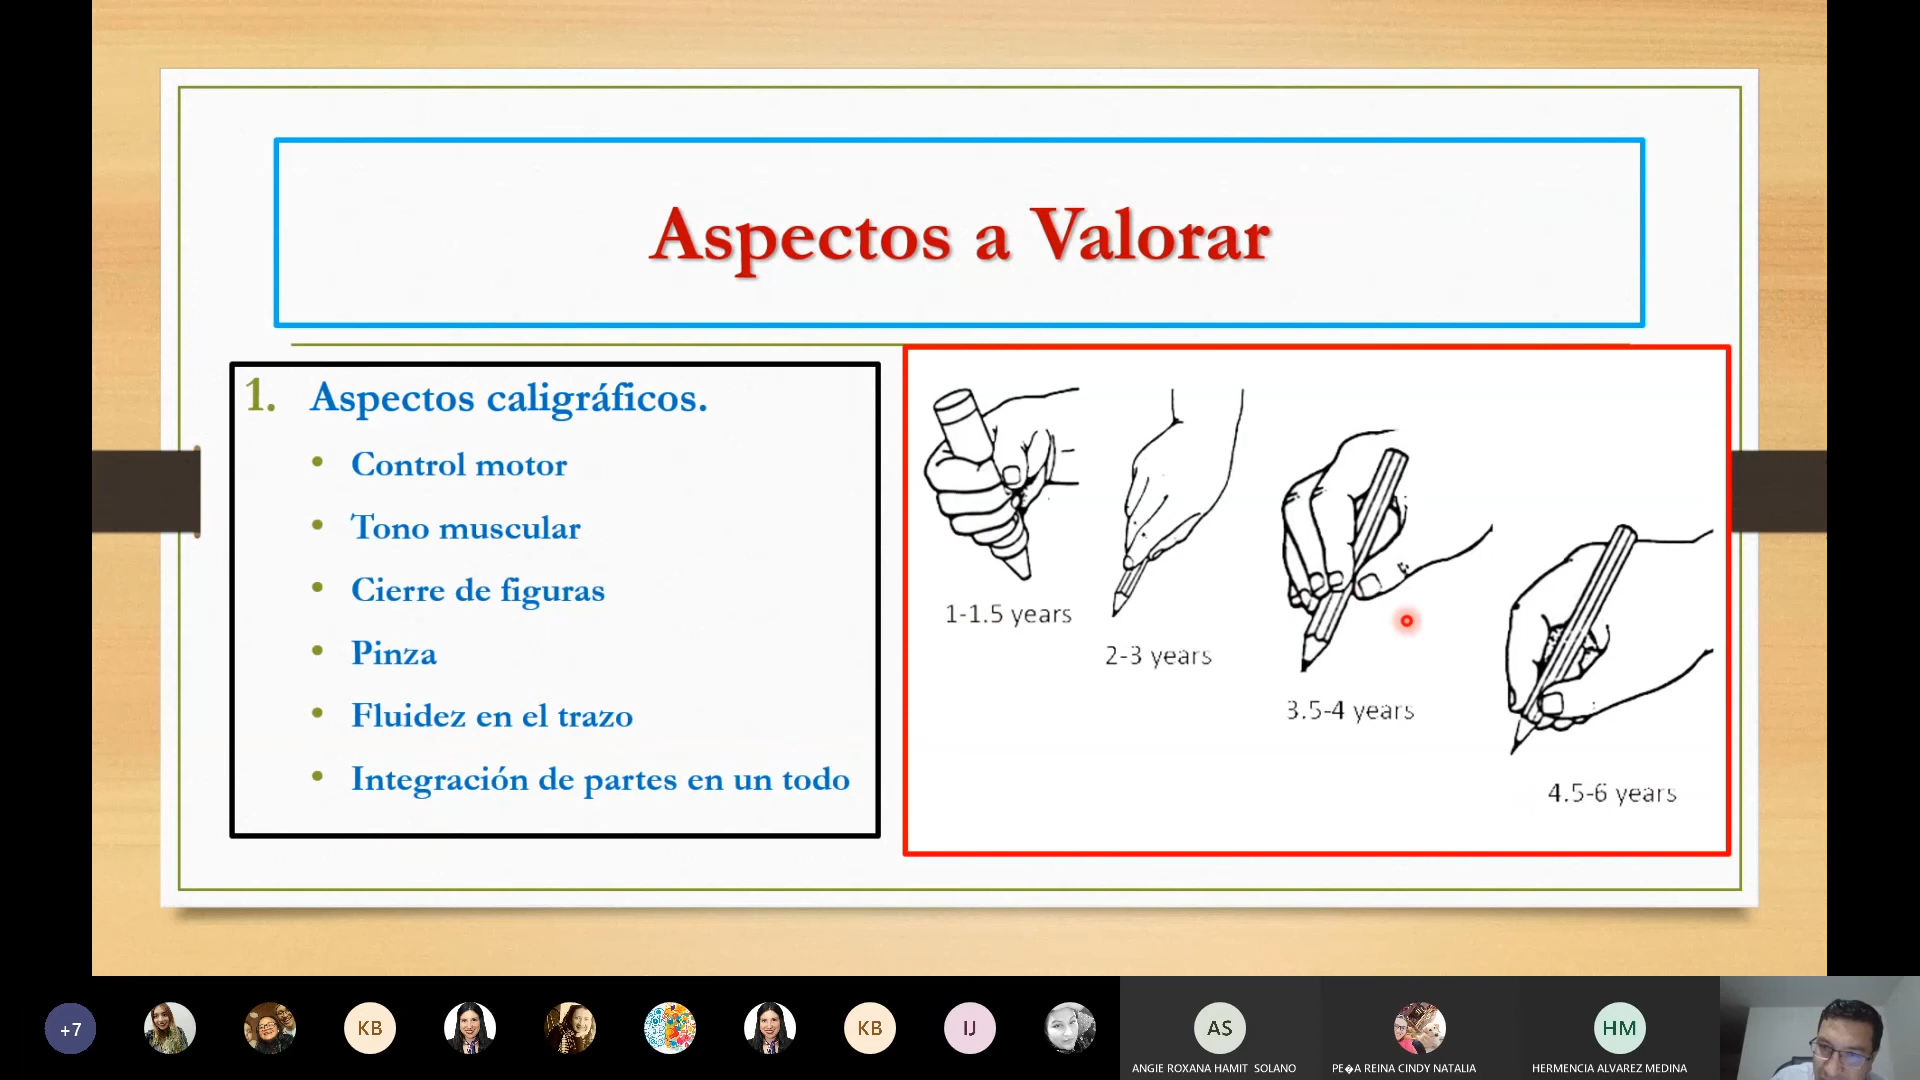 Aspectos a Valorar
1. Aspectos caligráficos.
• Control motor
• Tono muscular
• Cierre de figuras
• Pinza
• Fluidez en el trazo
• Integración de partes en un todo
1-1.5 years
2-3 years
3.5-4 years
4.5-6 years
+7
KB
KB
IJ
AS
HM
ANGIE ROXANA HAMIT SOLANO
PE�A REINA CINDY NATALIA
HERMENCIA ALVAREZ MEDINA